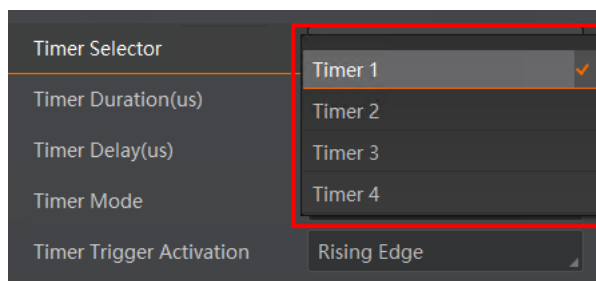 Timer Selector
Timer 1
Timer Duration(us)
Timer 2
Timer Delay(us)
Timer 3
Timer Mode
Timer 4
Timer Trigger Activation
Rising Edge